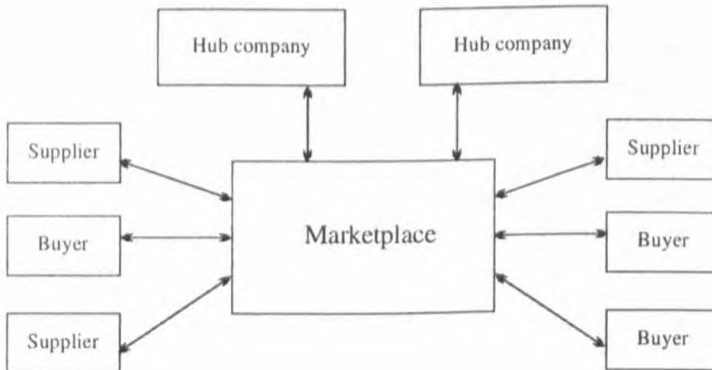 Hub company
Hub company
Supplier
Supplier
Marketplace
Buyer
Buyer
Supplier
Buyer